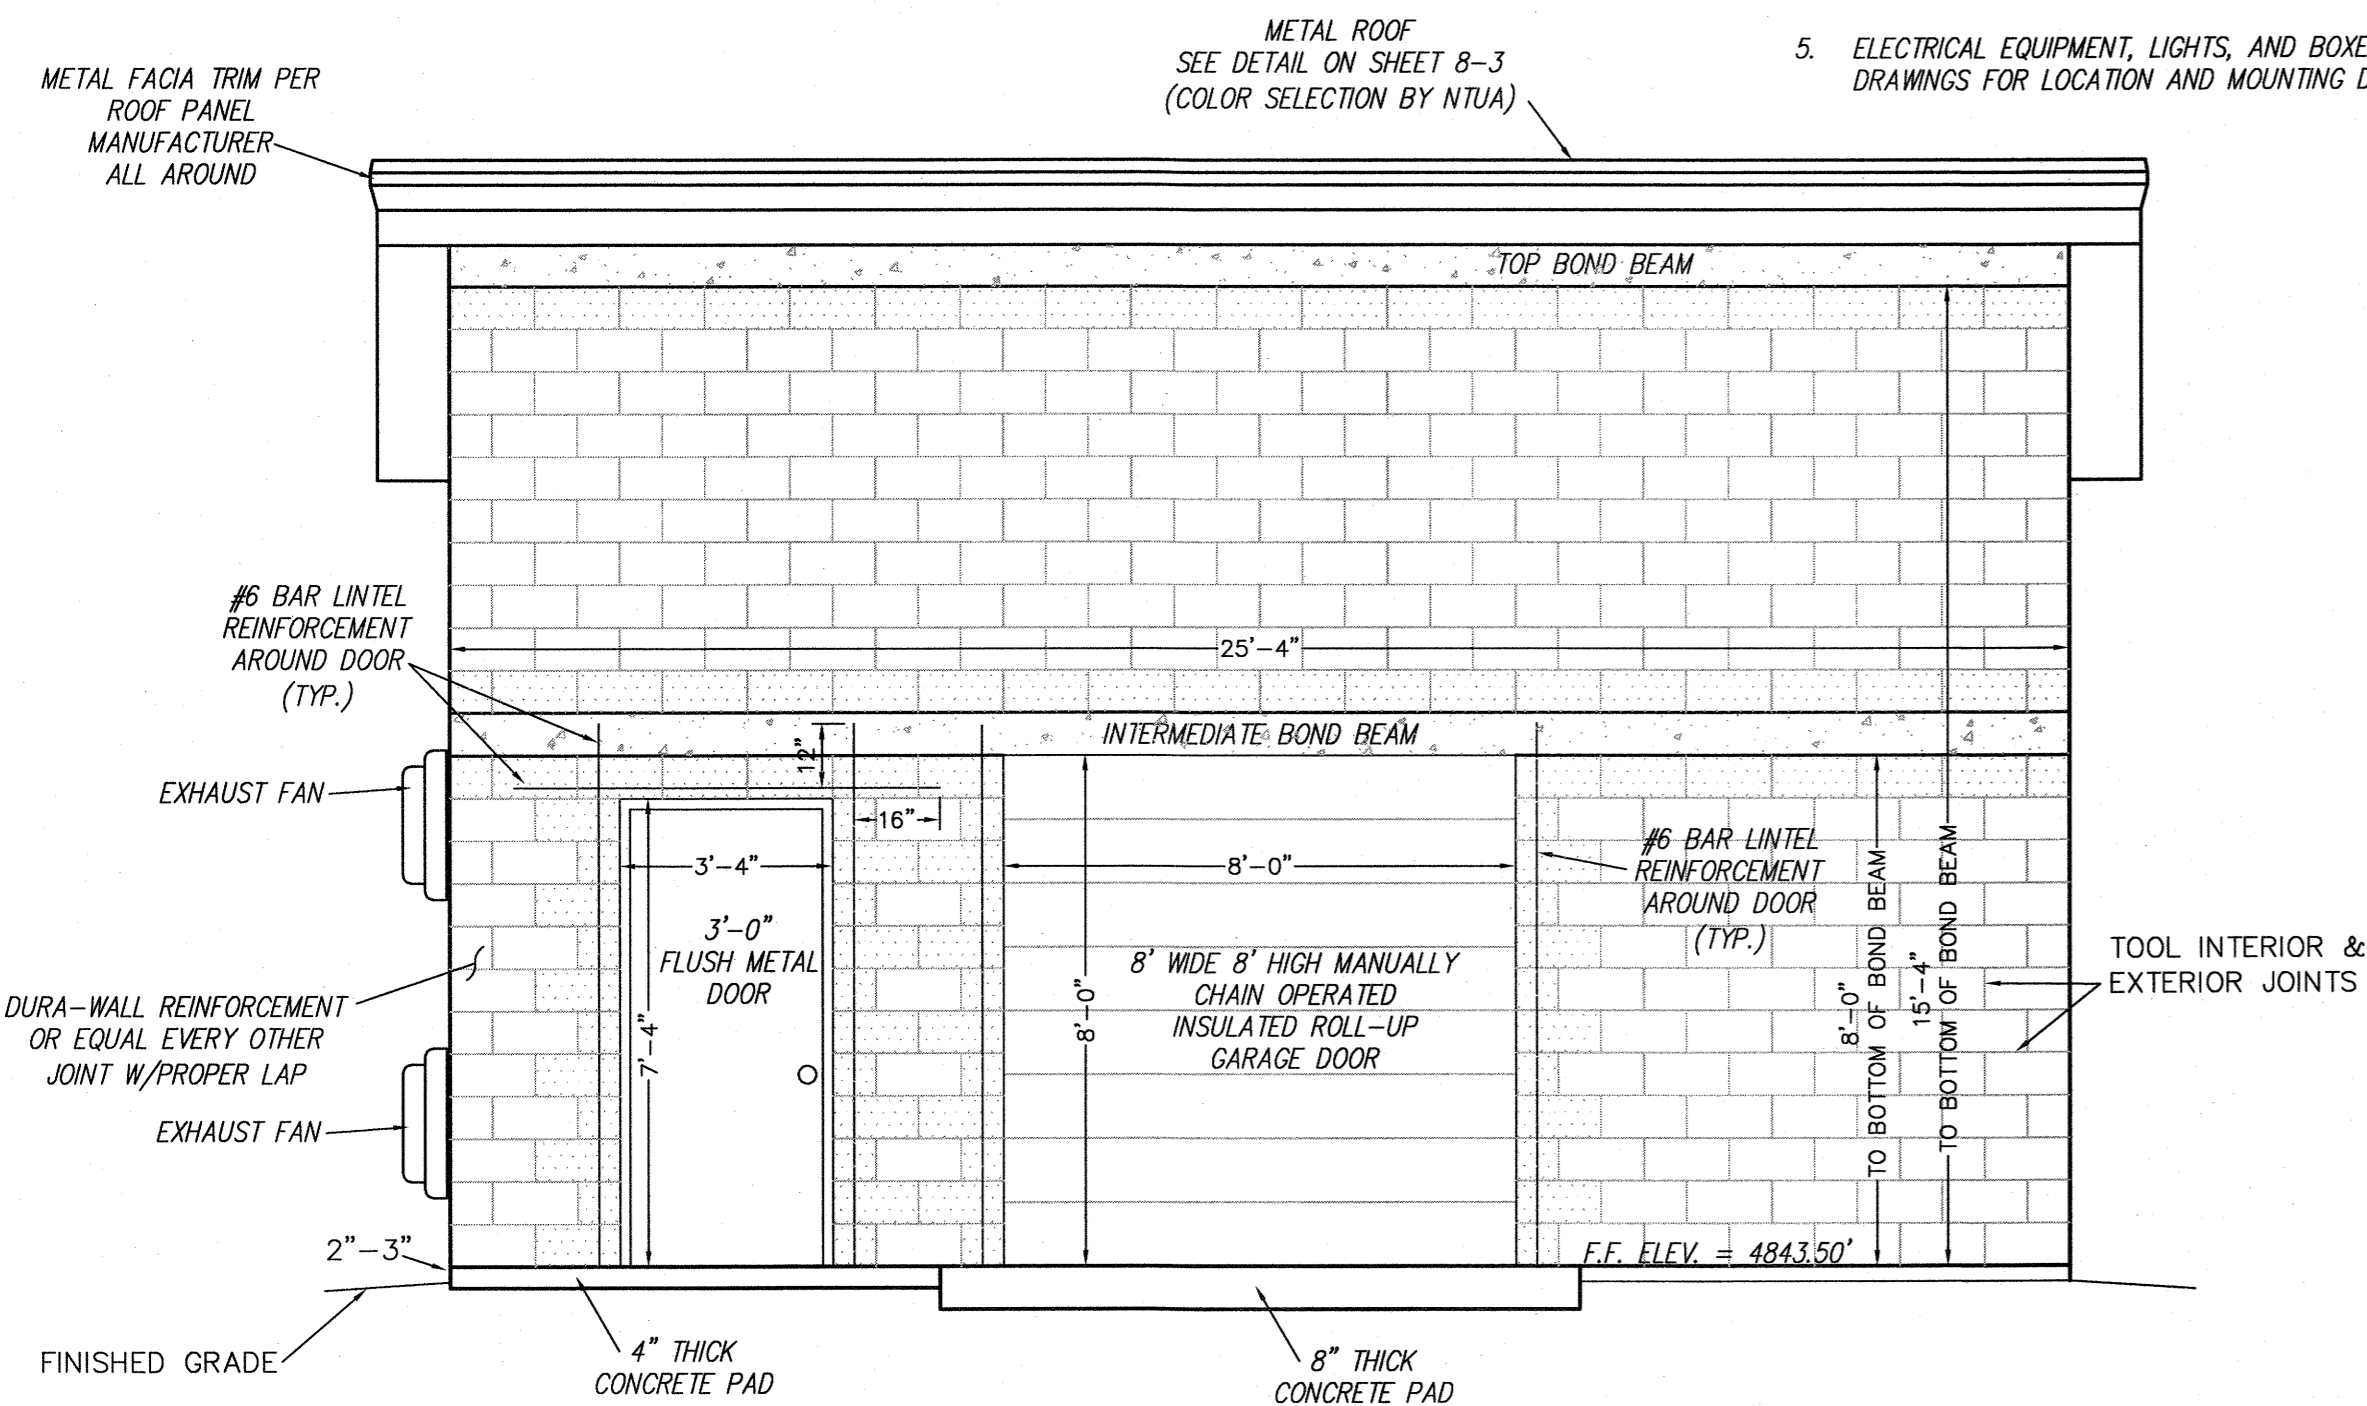 METAL ROOF
SEE DETAIL ON SHEET 8-3
(COLOR SELECTION BY NTUA)
5. ELECTRICAL EQUIPMENT, LIGHTS, AND BOXE
DRAWINGS FOR LOCATION AND MOUNTING D
METAL FACIA TRIM PER
ROOF PANEL
MANUFACTURER
ALL AROUND
TOP BOND BEAM
#6 BAR LINTEL
REINFORCEMENT
AROUND DOOR
(TYP.)
25'-4"
INTERMEDIATE BOND BEAM
12"
EXHAUST FAN
16"
3'-4"
8'-0"
#6 BAR LINTEL
REINFORCEMENT
AROUND DOOR
(TYP.)
3'-0"
FLUSH METAL
DOOR
7'-4"
8'-0"
8' WIDE 8' HIGH MANUALLY
CHAIN OPERATED
INSULATED ROLL-UP
GARAGE DOOR
8'-0"
TO BOTTOM OF BOND BEAM
15'-4"
TO BOTTOM OF BOND BEAM
TOOL INTERIOR &
EXTERIOR JOINTS
DURA-WALL REINFORCEMENT
OR EQUAL EVERY OTHER
JOINT W/PROPER LAP
EXHAUST FAN
2"-3"
F.F. ELEV. = 4843.50'
FINISHED GRADE
4" THICK
CONCRETE PAD
8" THICK
CONCRETE PAD